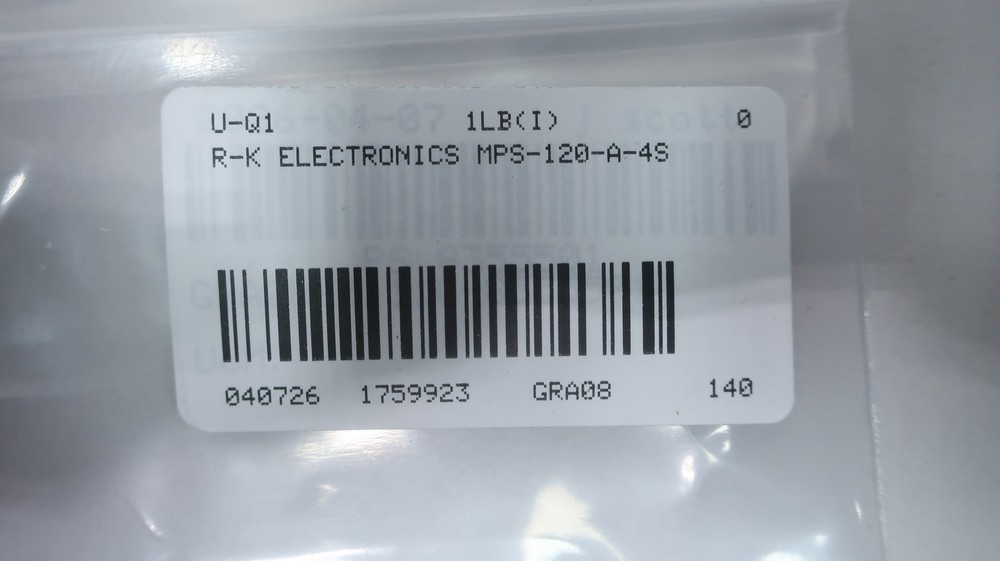 U-Q1 1LB(I) 0
R-K ELECTRONICS MPS-120-A-4S
040726 1759923 GRA08 140